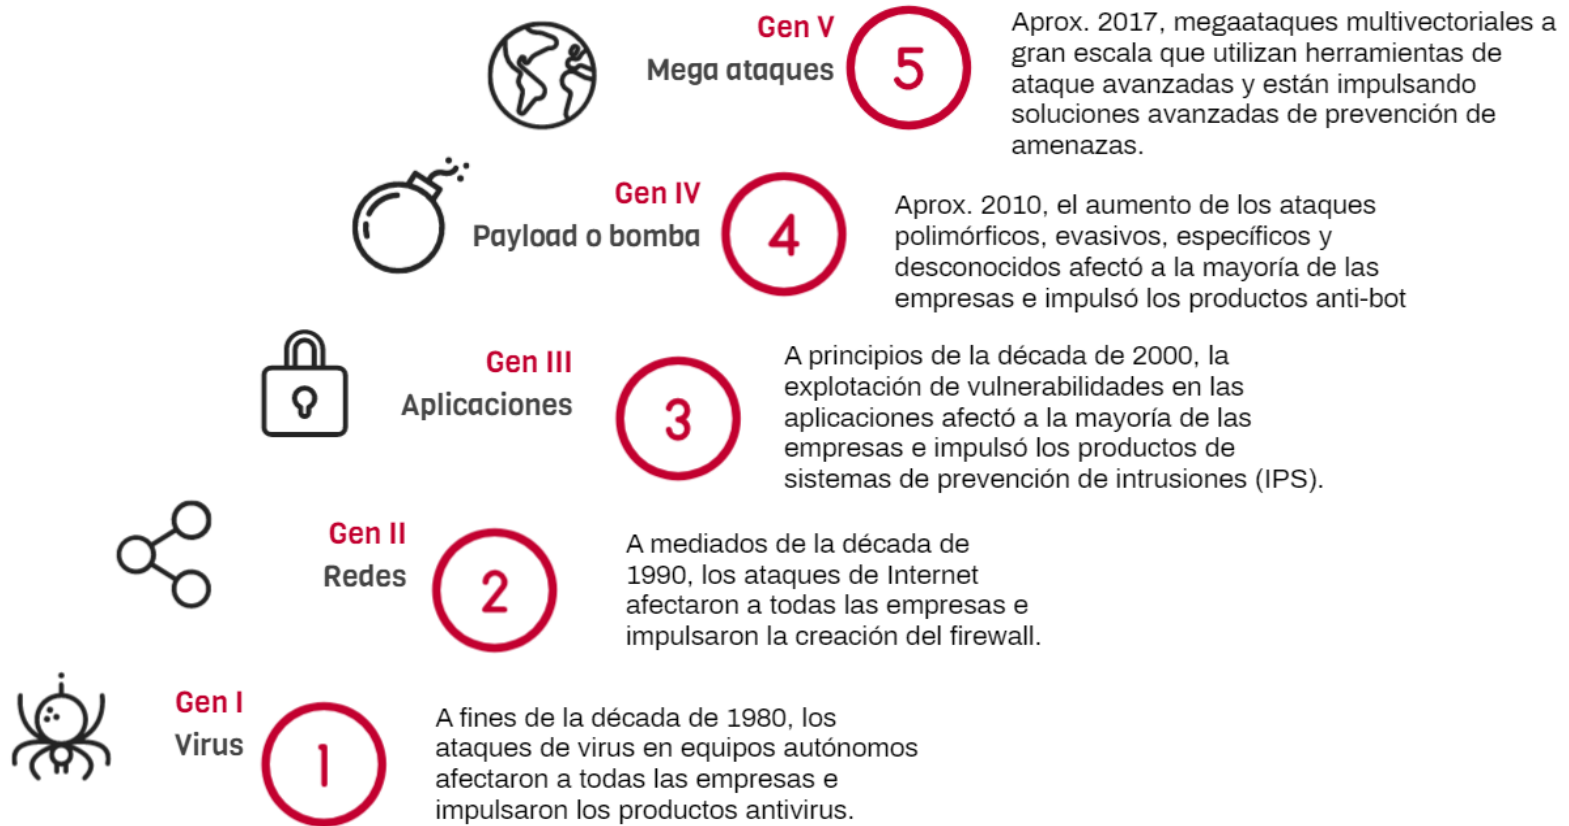 Gen V
Mega ataques
5
Aprox. 2017, megaataques multivectoriales a
gran escala que utilizan herramientas de
ataque avanzadas y están impulsando
soluciones avanzadas de prevención de
amenazas.
Gen IV
Payload o bomba
4
Aprox. 2010, el aumento de los ataques
polimórficos, evasivos, específicos y
desconocidos afectó a la mayoría de las
empresas e impulsó los productos anti-bot
Gen III
Aplicaciones
3
A principios de la década de 2000, la
explotación de vulnerabilidades en las
aplicaciones afectó a la mayoría de las
empresas e impulsó los productos de
sistemas de prevención de intrusiones (IPS).
Gen II
Redes
2
A mediados de la década de
1990, los ataques de Internet
afectaron a todas las empresas e
impulsaron la creación del firewall.
Gen I
Virus
1
A fines de la década de 1980, los
ataques de virus en equipos autónomos
afectaron a todas las empresas e
impulsaron los productos antivirus.